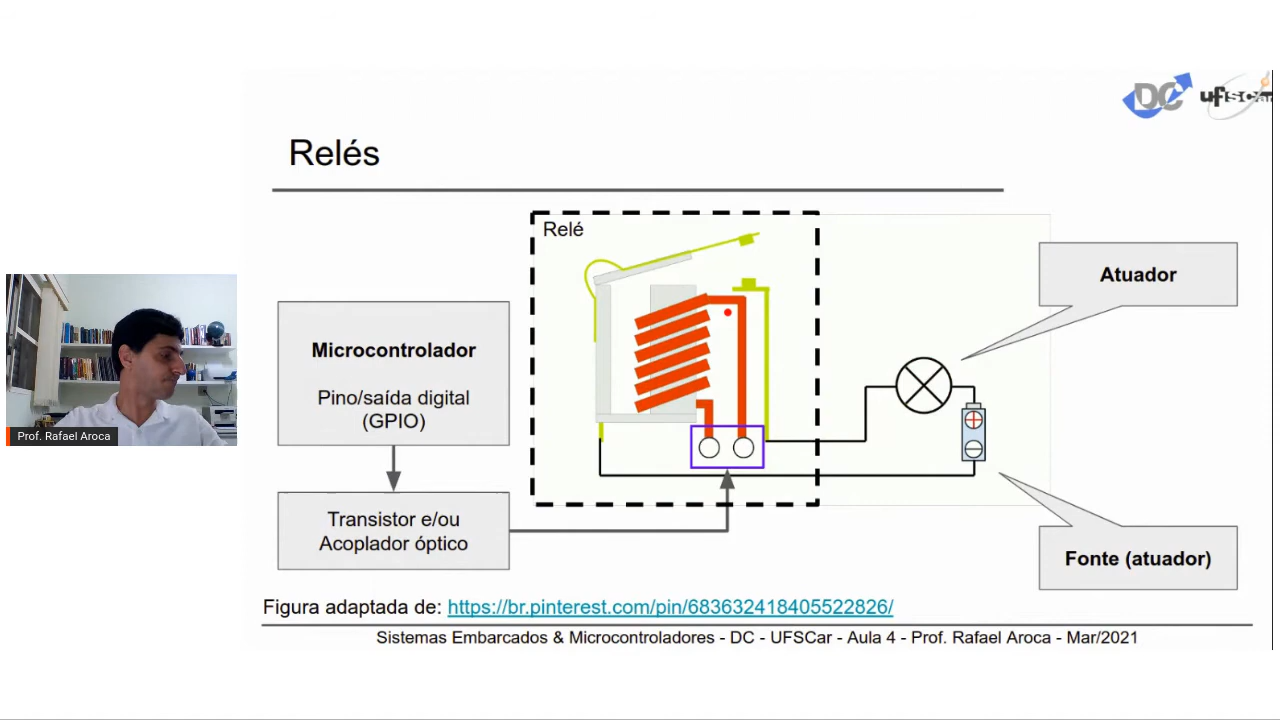 DC ufscar
Relés
Relé
Atuador
Microcontrolador
Pino/saída digital
(GPIO)
Prof. Rafael Aroca
Transistor e/ou
Acoplador óptico
Fonte (atuador)
Figura adaptada de: https://br.pinterest.com/pin/683632418405522826/
Sistemas Embarcados & Microcontroladores - DC - UFSCar - Aula 4 - Prof. Rafael Aroca - Mar/2021